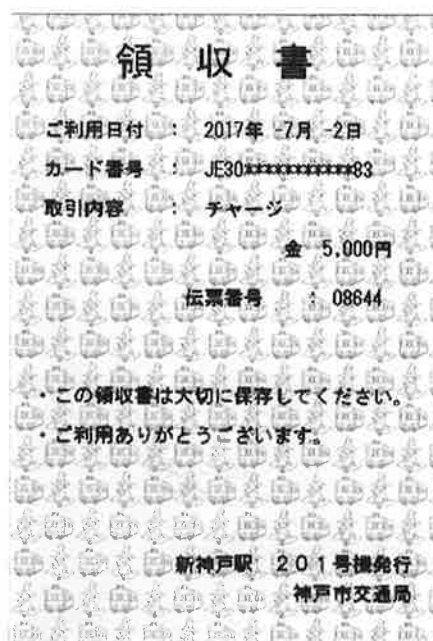 領 収 書
ご利用日付 : 2017年 -7月 -2日
カード番号 : JE30***********83
取引内容 : チャージ
金 5,000円
伝票番号 : 08644
・この領収書は大切に保存してください。
・ご利用ありがとうございます。
新神戸駅 201号機発行
神戸市交通局